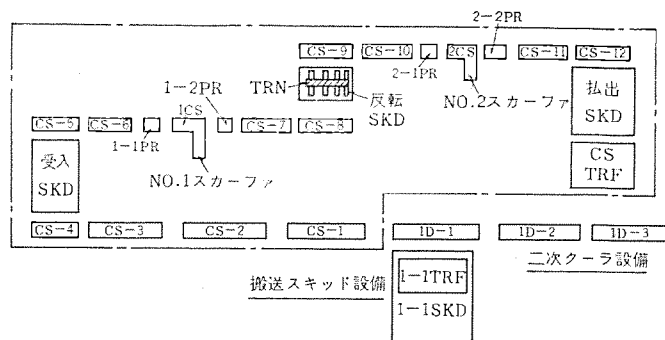 2-2PR
CS-9
CS-10
2CS
CS-11
CS-12
2-1PR
TRN
反転
SKD
NO.2スカーファ
払出
SKD
1-2PR
1CS
CS-5
CS-6
CS-7
CS-8
1-1PR
NO.1スカーファ
受入
SKD
CS
TRF
CS-4
CS-3
CS-2
CS-1
1D-1
1D-2
1D-3
二次クーラ設備
搬送スキッド設備
1-1TRF
1-1SKD